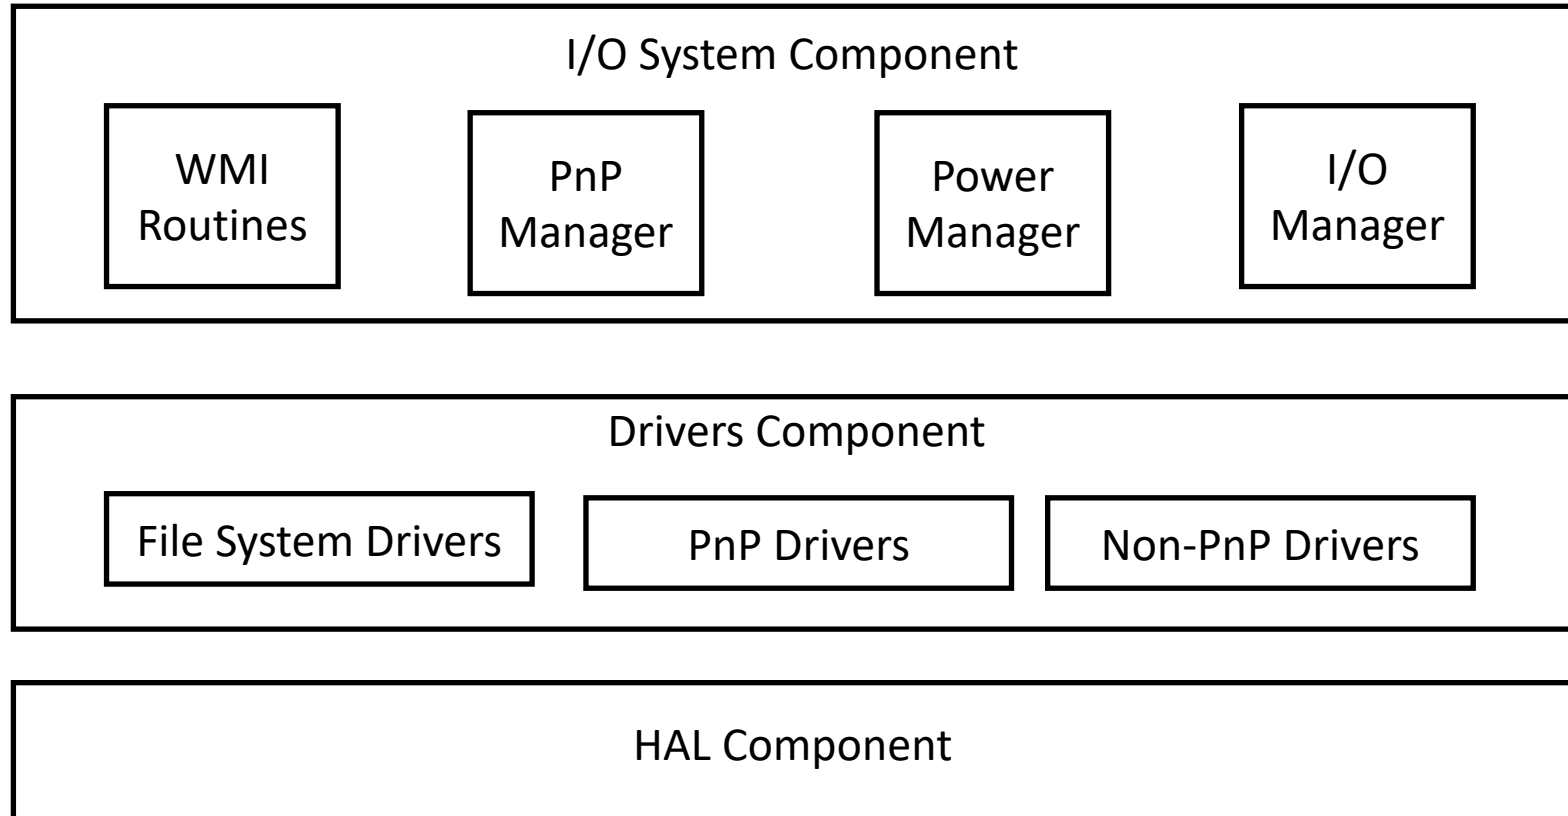 I/O System Component
WMI
Routines
PnP
Manager
Power
Manager
I/O
Manager
Drivers Component
File System Drivers
PnP Drivers
Non-PnP Drivers
HAL Component